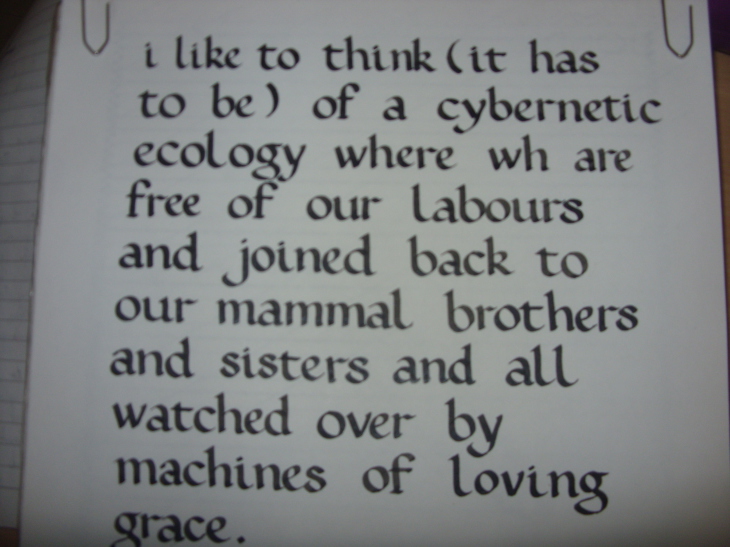 i like to think (it has
to be) of a cybernetic
ecology where wh are
free of our labours
and joined back to
our mammal brothers
and sisters and all
watched over by
machines of loving
grace.